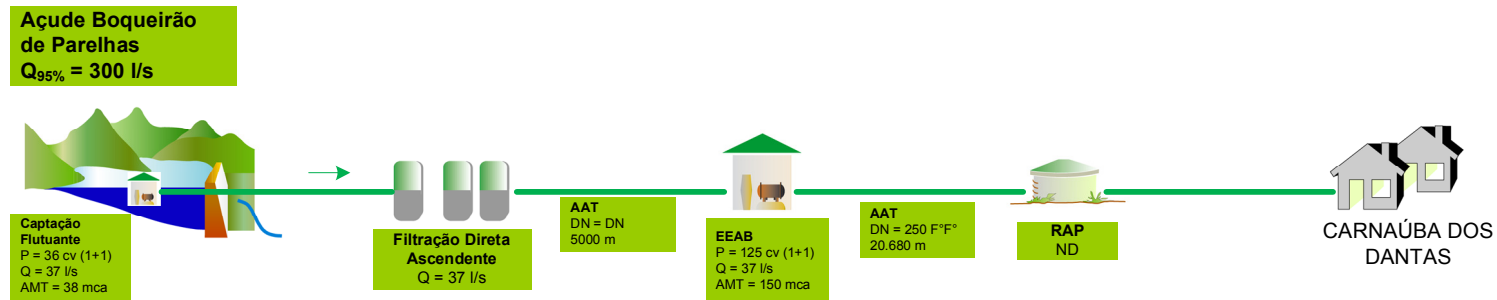 Açude Boqueirão
de Parelhas
Q95% = 300 l/s
Captação
Flutuante
P = 36 cv (1+1)
Q = 37 l/s
AMT = 38 mca
Filtração Direta
Ascendente
Q = 37 l/s
AAT
DN = DN
5000 m
EEAB
P = 125 cv (1+1)
Q = 37 l/s
AMT = 150 mca
AAT
DN = 250 F°F°
20.680 m
RAP
ND
CARNAÚBA DOS
DANTAS